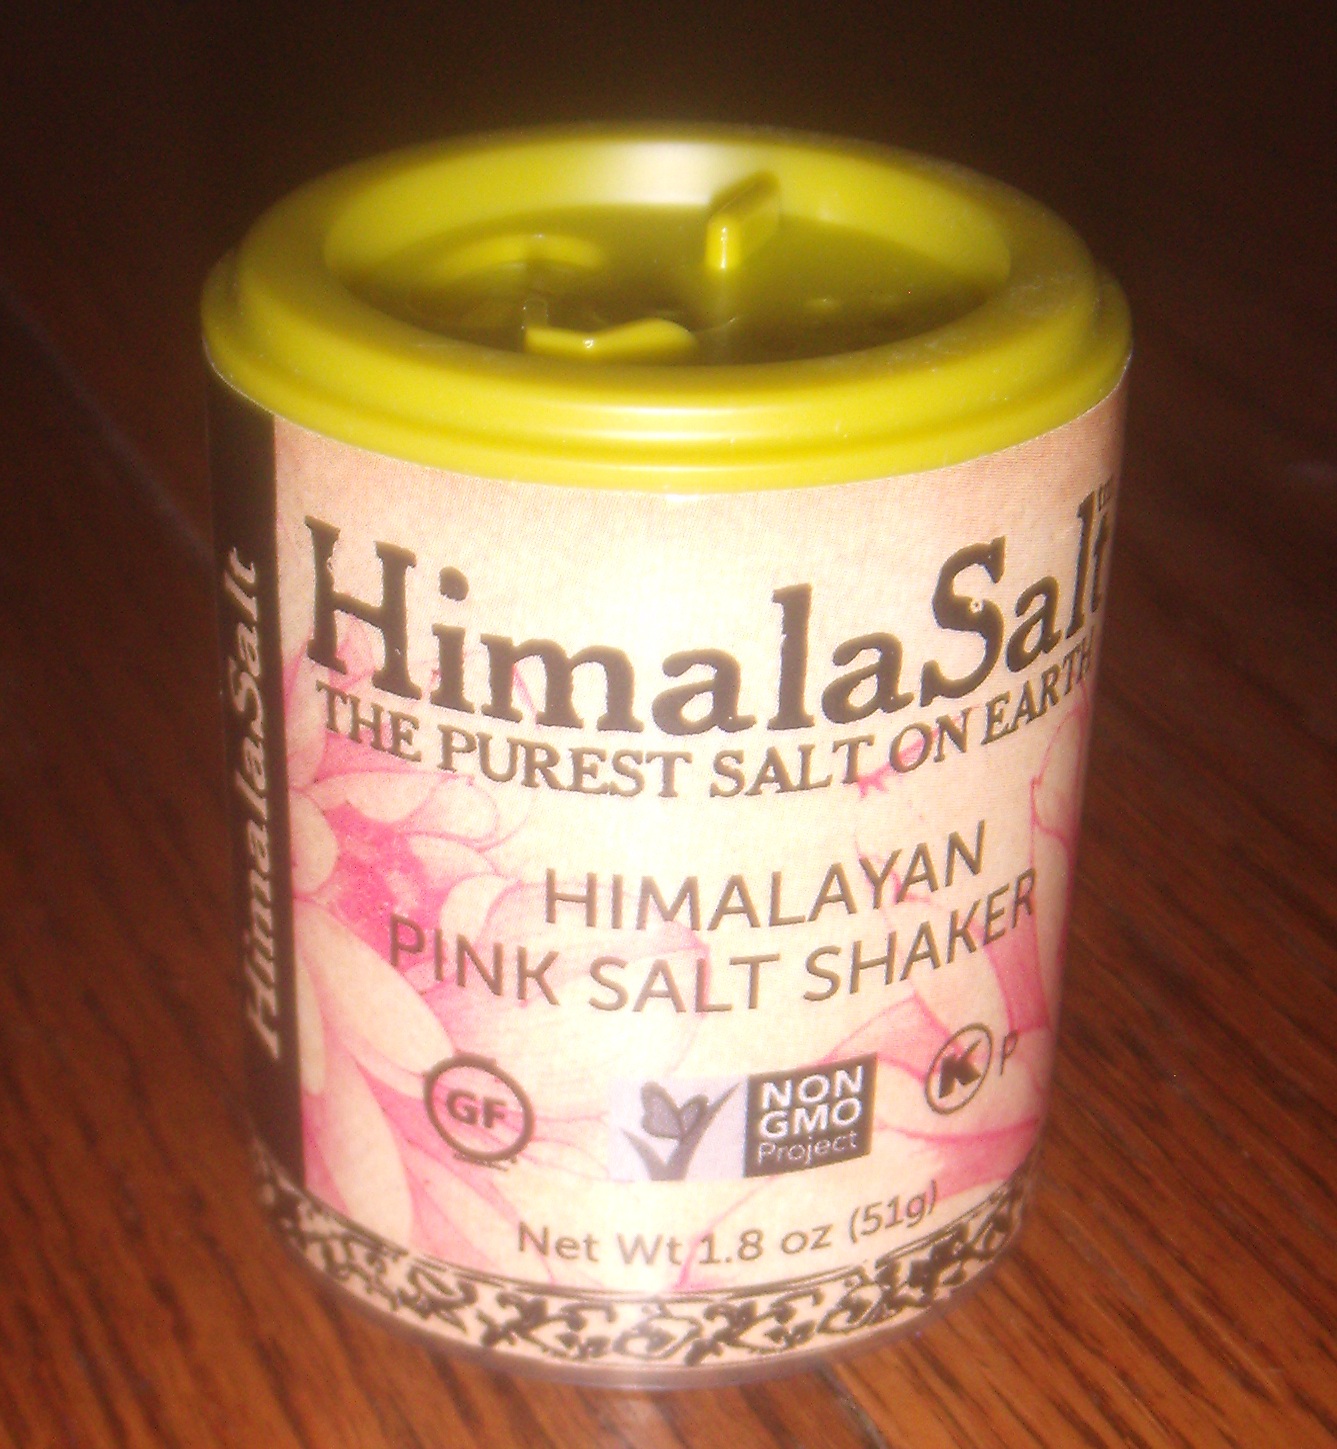 HimalaSalt
HimalaSalt
THE PUREST SALT ON EARTH
HIMALAYAN
PINK SALT SHAKER
GF
NON
GMO
Project
K P
Net Wt 1.8 oz (51g)